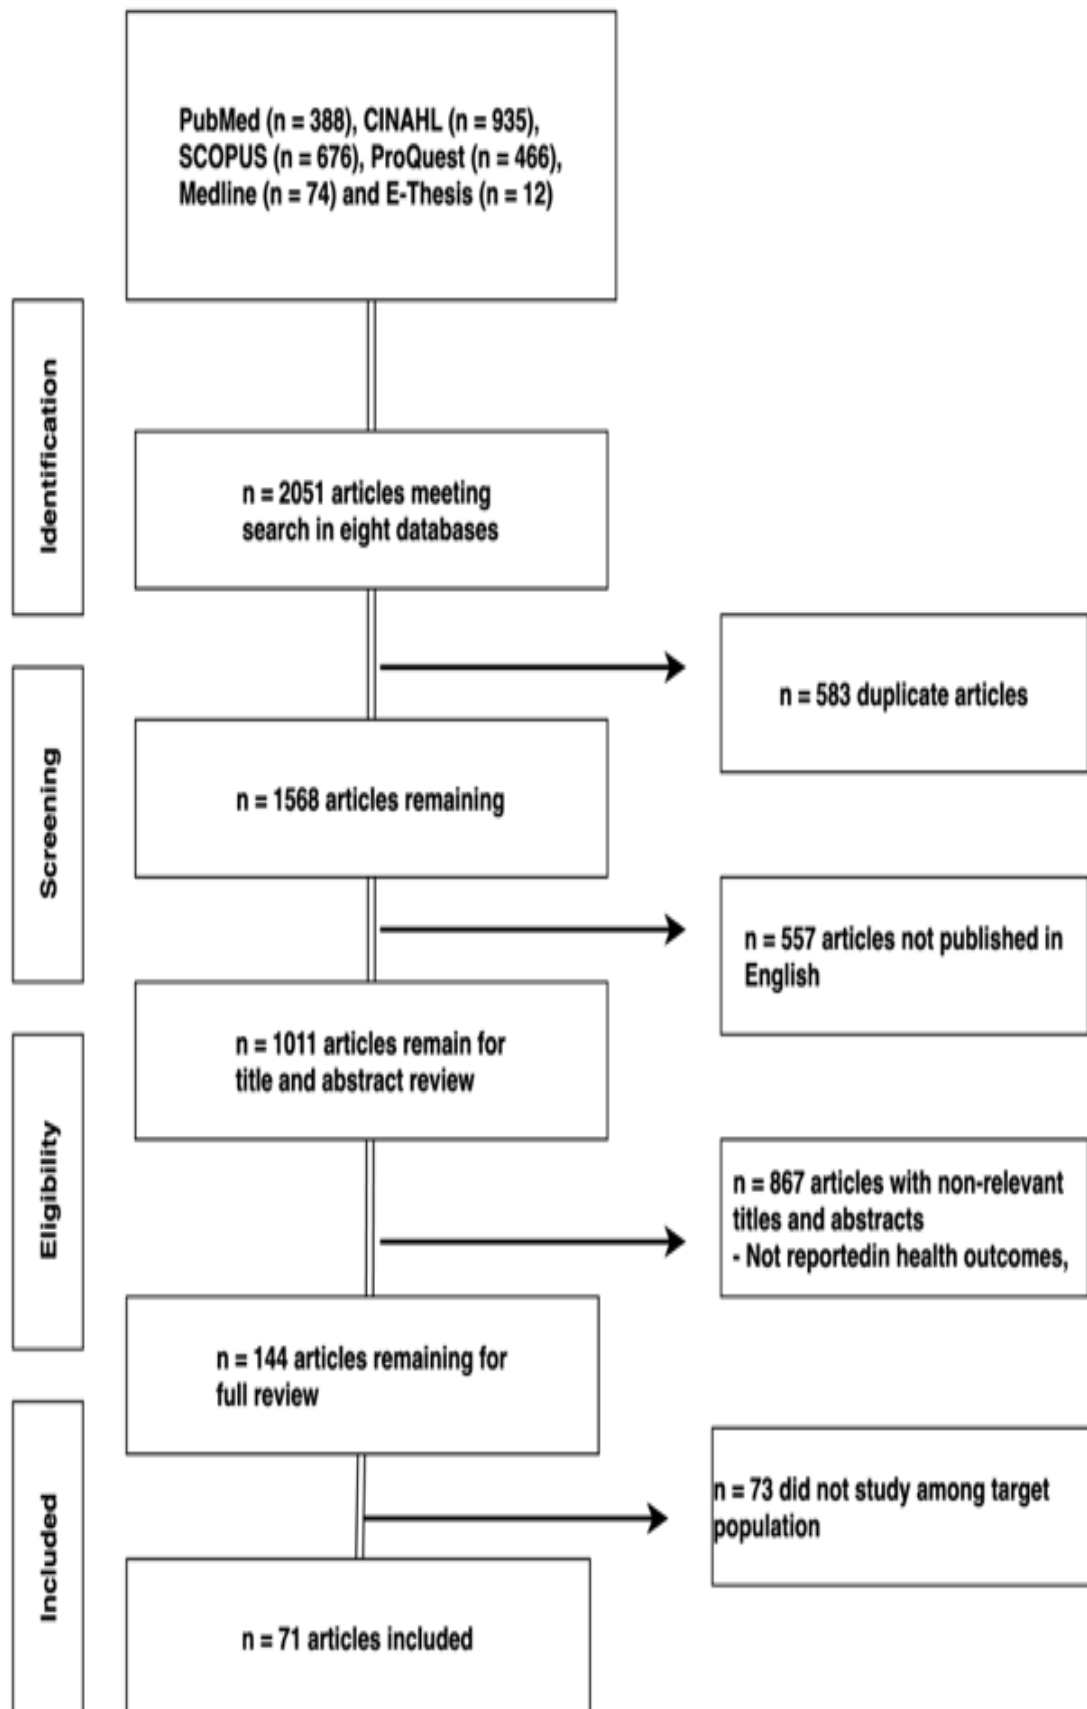 PubMed (n = 388), CINAHL (n = 935),
SCOPUS (n = 676), ProQuest (n = 466),
Medline (n = 74) and E-Thesis (n = 12)
Identification
n = 2051 articles meeting
search in eight databases
n = 583 duplicate articles
Screening
n = 1568 articles remaining
n = 557 articles not published in
English
n = 1011 articles remain for
title and abstract review
Eligibility
n = 867 articles with non-relevant
titles and abstracts
- Not reportedin health outcomes,
n = 144 articles remaining for
full review
Included
n = 73 did not study among target
population
n = 71 articles included